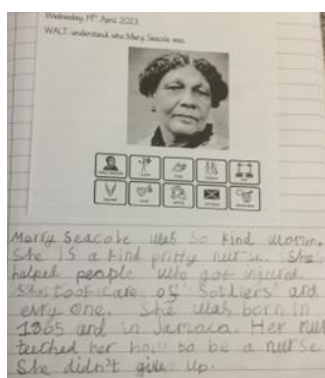 Wednesday 19th April 2023
WALT: understand who Mary Seacole was.
Marry Seacole was so kind woman.
She is a kind pritty nurse. She
helped people who got injured.
She took care of Soldiers and
evry one. She was born in
1805 and in Jamaica. Her mum
teached her how to be a nurse.
She didn't give up.